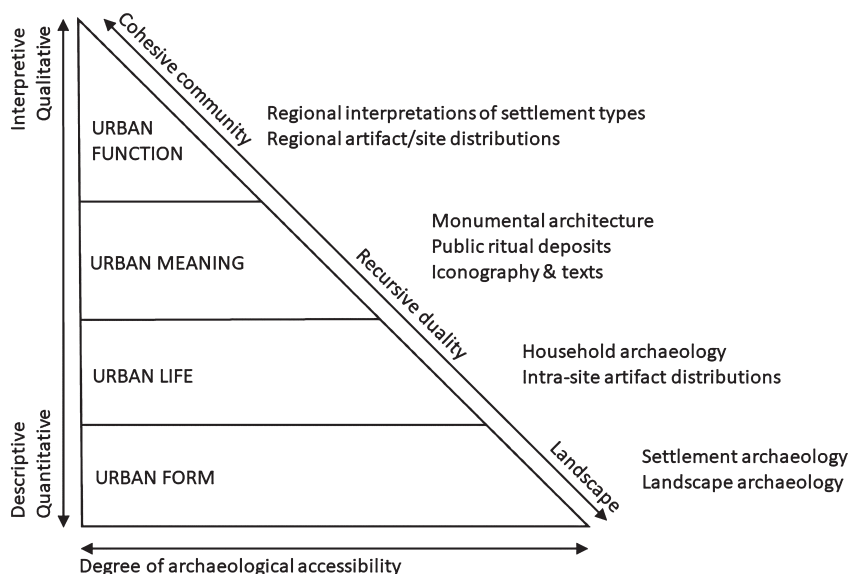 Interpretive
Qualitative
Cohesive community
URBAN
FUNCTION
Regional interpretations of settlement types
Regional artifact/site distributions
URBAN MEANING
Monumental architecture
Public ritual deposits
Iconography & texts
Recursive duality
URBAN LIFE
Household archaeology
Intra-site artifact distributions
Descriptive
Quantitative
URBAN FORM
Landscape
Settlement archaeology
Landscape archaeology
Degree of archaeological accessibility